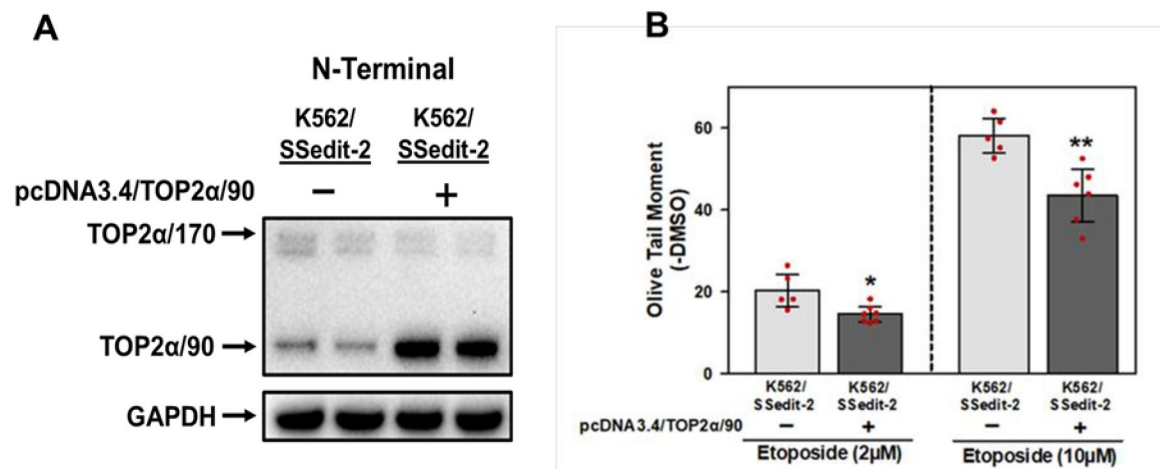 A
N-Terminal
K562/ K562/
SSedit-2 SSedit-2
pcDNA3.4/TOP2α/90 – +
TOP2α/170
TOP2α/90
GAPDH
B
Olive Tail Moment
(-DMSO)
60
40
20
0
*
**
K562/ K562/ K562/ K562/
SSedit-2 SSedit-2 SSedit-2 SSedit-2
pcDNA3.4/TOP2α/90 – + – +
Etoposide (2μM) Etoposide (10μM)